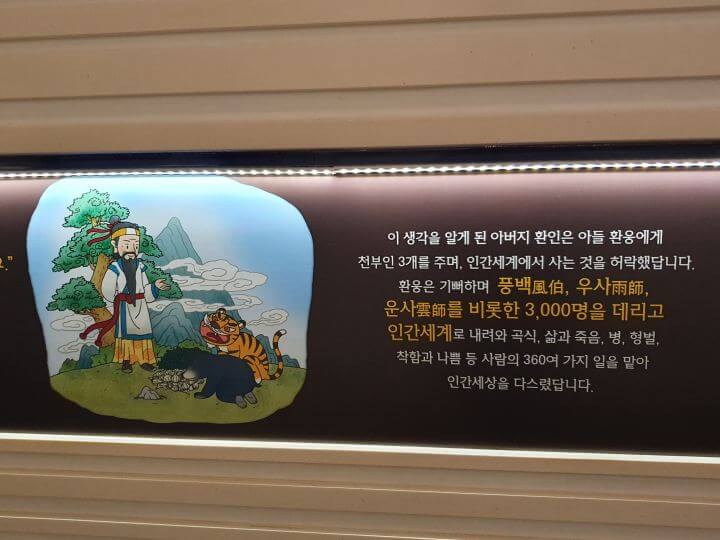 요."
이 생각을 알게 된 아버지 환인은 아들 환웅에게
천부인 3개를 주며, 인간세계에서 사는 것을 허락했답니다.
환웅은 기뻐하며 풍백風伯, 우사雨師,
운사雲師를 비롯한 3,000명을 데리고
인간세계로 내려와 곡식, 삶과 죽음, 병, 형벌,
착함과 나쁨 등 사람의 360여 가지 일을 맡아
인간세상을 다스렸답니다.